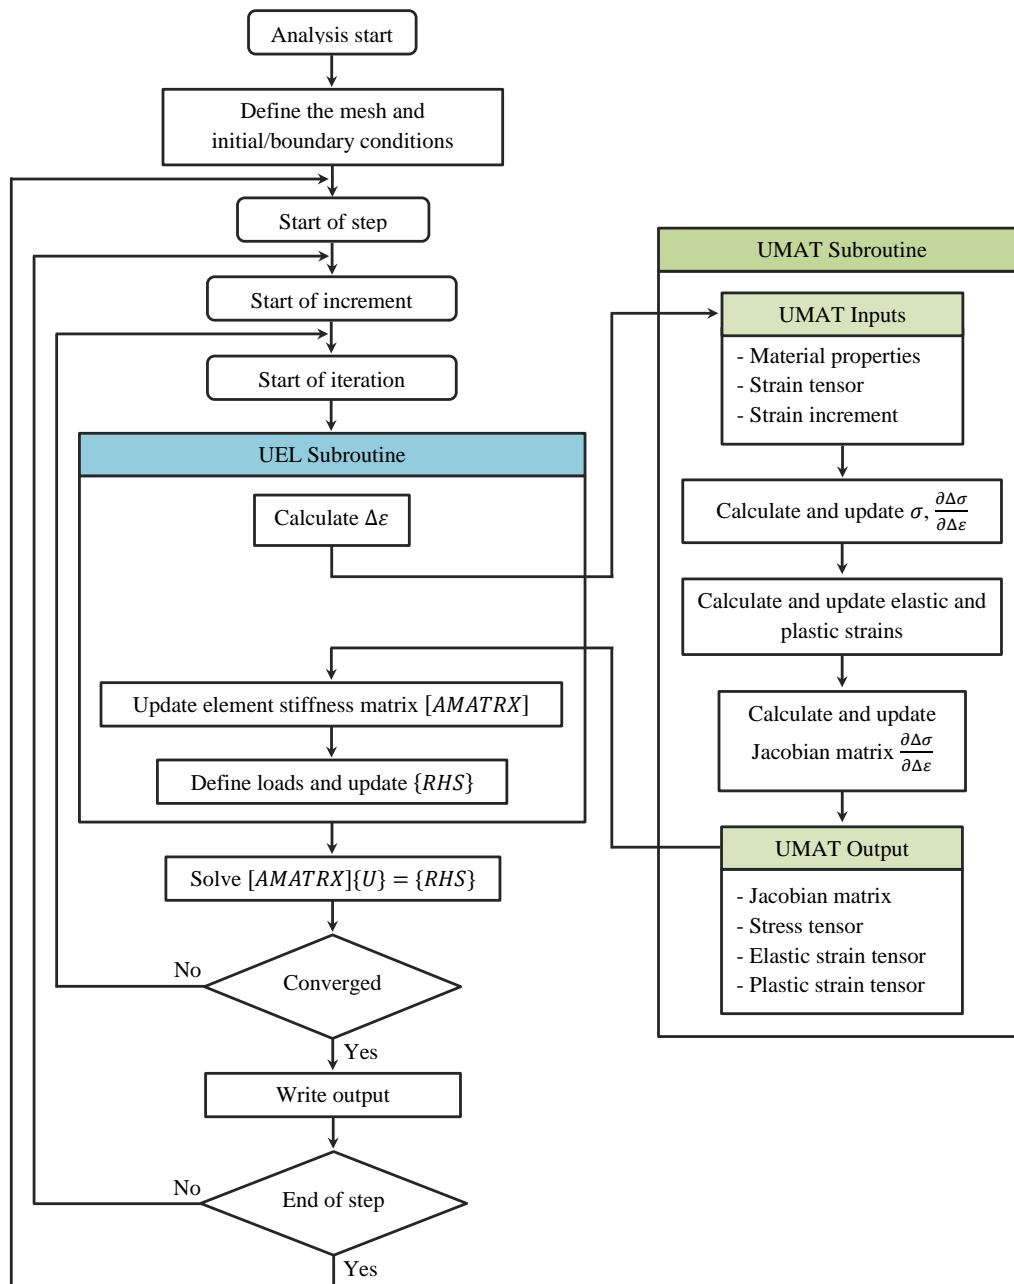 Analysis start
Define the mesh and
initial/boundary conditions
Start of step
Start of increment
Start of iteration
UEL Subroutine
Calculate Δε
Update element stiffness matrix [AMATRX]
Define loads and update {RHS}
Solve [AMATRX]{U} = {RHS}
No
Converged
Yes
Write output
No
End of step
Yes
UMAT Subroutine
UMAT Inputs
- Material properties
- Strain tensor
- Strain increment
Calculate and update σ, ∂Δσ/∂Δε
Calculate and update elastic and
plastic strains
Calculate and update
Jacobian matrix ∂Δσ/∂Δε
UMAT Output
- Jacobian matrix
- Stress tensor
- Elastic strain tensor
- Plastic strain tensor